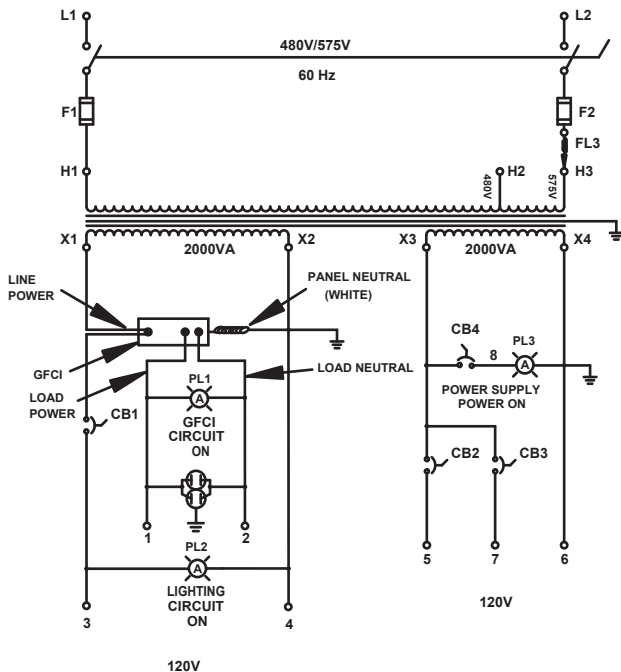 L1
L2
480V/575V
60 Hz
F1
F2
FL3
H1
H2
H3
480V
575V
X1
X2
X3
X4
2000VA
2000VA
LINE
POWER
PANEL NEUTRAL
(WHITE)
GFCI
LOAD
POWER
LOAD NEUTRAL
CB1
PL1
A
GFCI
CIRCUIT
ON
1
2
PL2
A
LIGHTING
CIRCUIT
ON
3
4
120V
CB4
8
PL3
A
POWER SUPPLY
POWER ON
CB2
CB3
5
7
6
120V